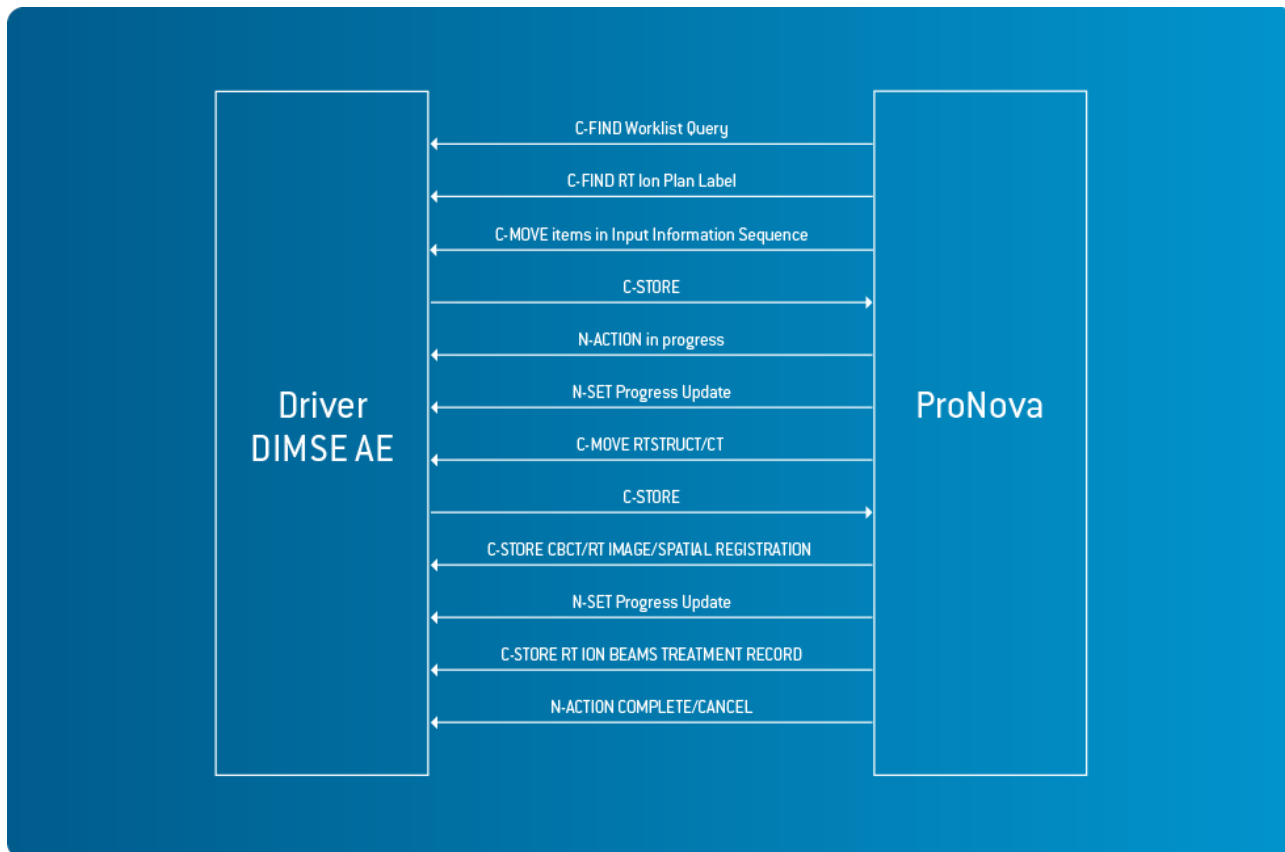 C-FIND Worklist Query
C-FIND RT Ion Plan Label
C-MOVE items in Input Information Sequence
C-STORE
N-ACTION in progress
N-SET Progress Update
Driver
DIMSE AE
ProNova
C-MOVE RTSTRUCT/CT
C-STORE
C-STORE CBCT/RT IMAGE/SPATIAL REGISTRATION
N-SET Progress Update
C-STORE RT ION BEAMS TREATMENT RECORD
N-ACTION COMPLETE/CANCEL